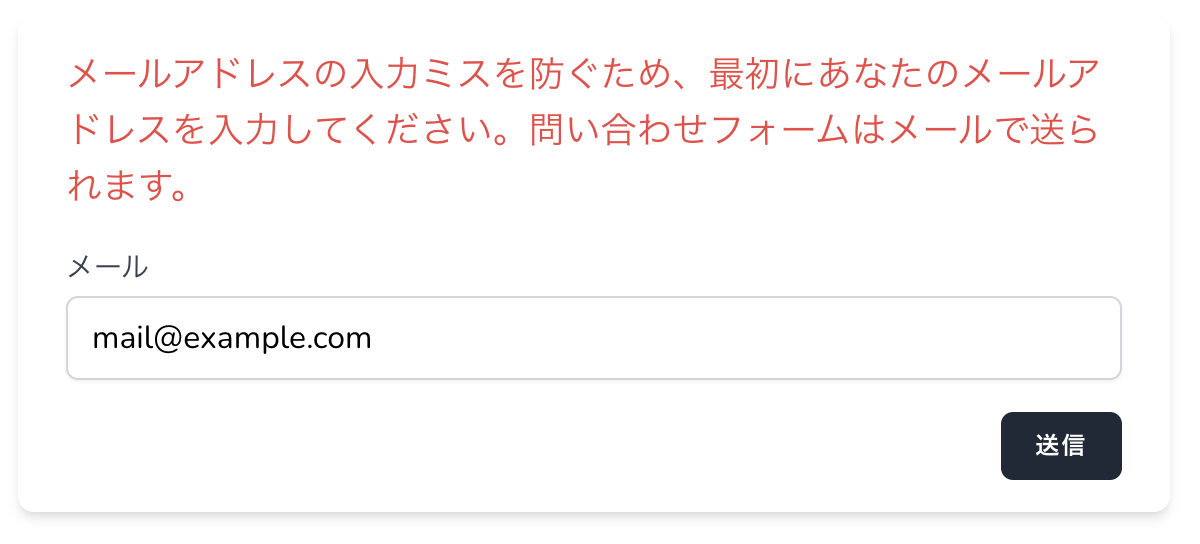 メールアドレスの入力ミスを防ぐため、最初にあなたのメールア
ドレスを入力してください。問い合わせフォームはメールで送ら
れます。
メール
mail@example.com
送信